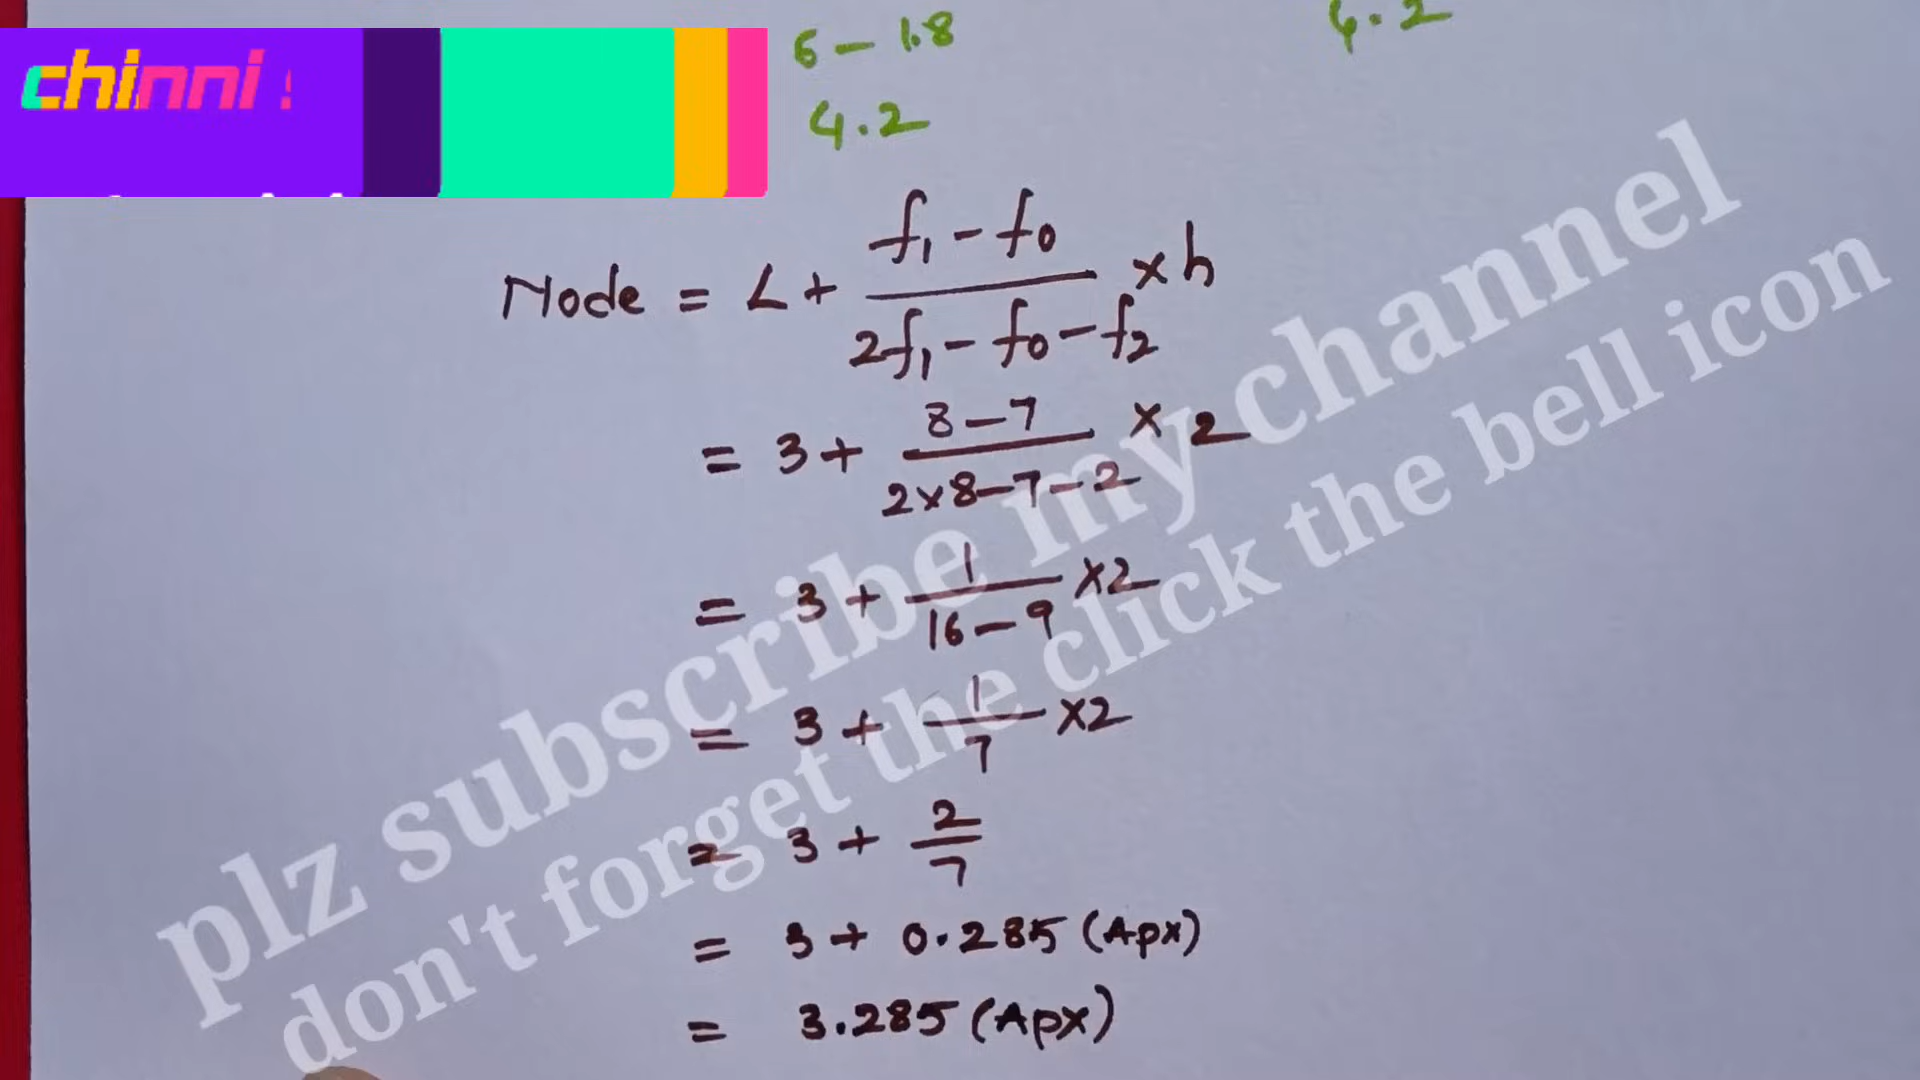 chinni
6 - 1.8
4.2
4.2
Mode = L + f1 - f0 / 2f1 - f0 - f2 × h
= 3 + 8 - 7 / 2×8-7-2 × 2
= 3 + 1 / 16 - 9 ×2
= 3 + 1 / 7 ×2
= 3 + 2 / 7
= 3 + 0.285 (Apx)
= 3.285 (Apx)
plz subscribe my channel
don't forget the click the bell icon